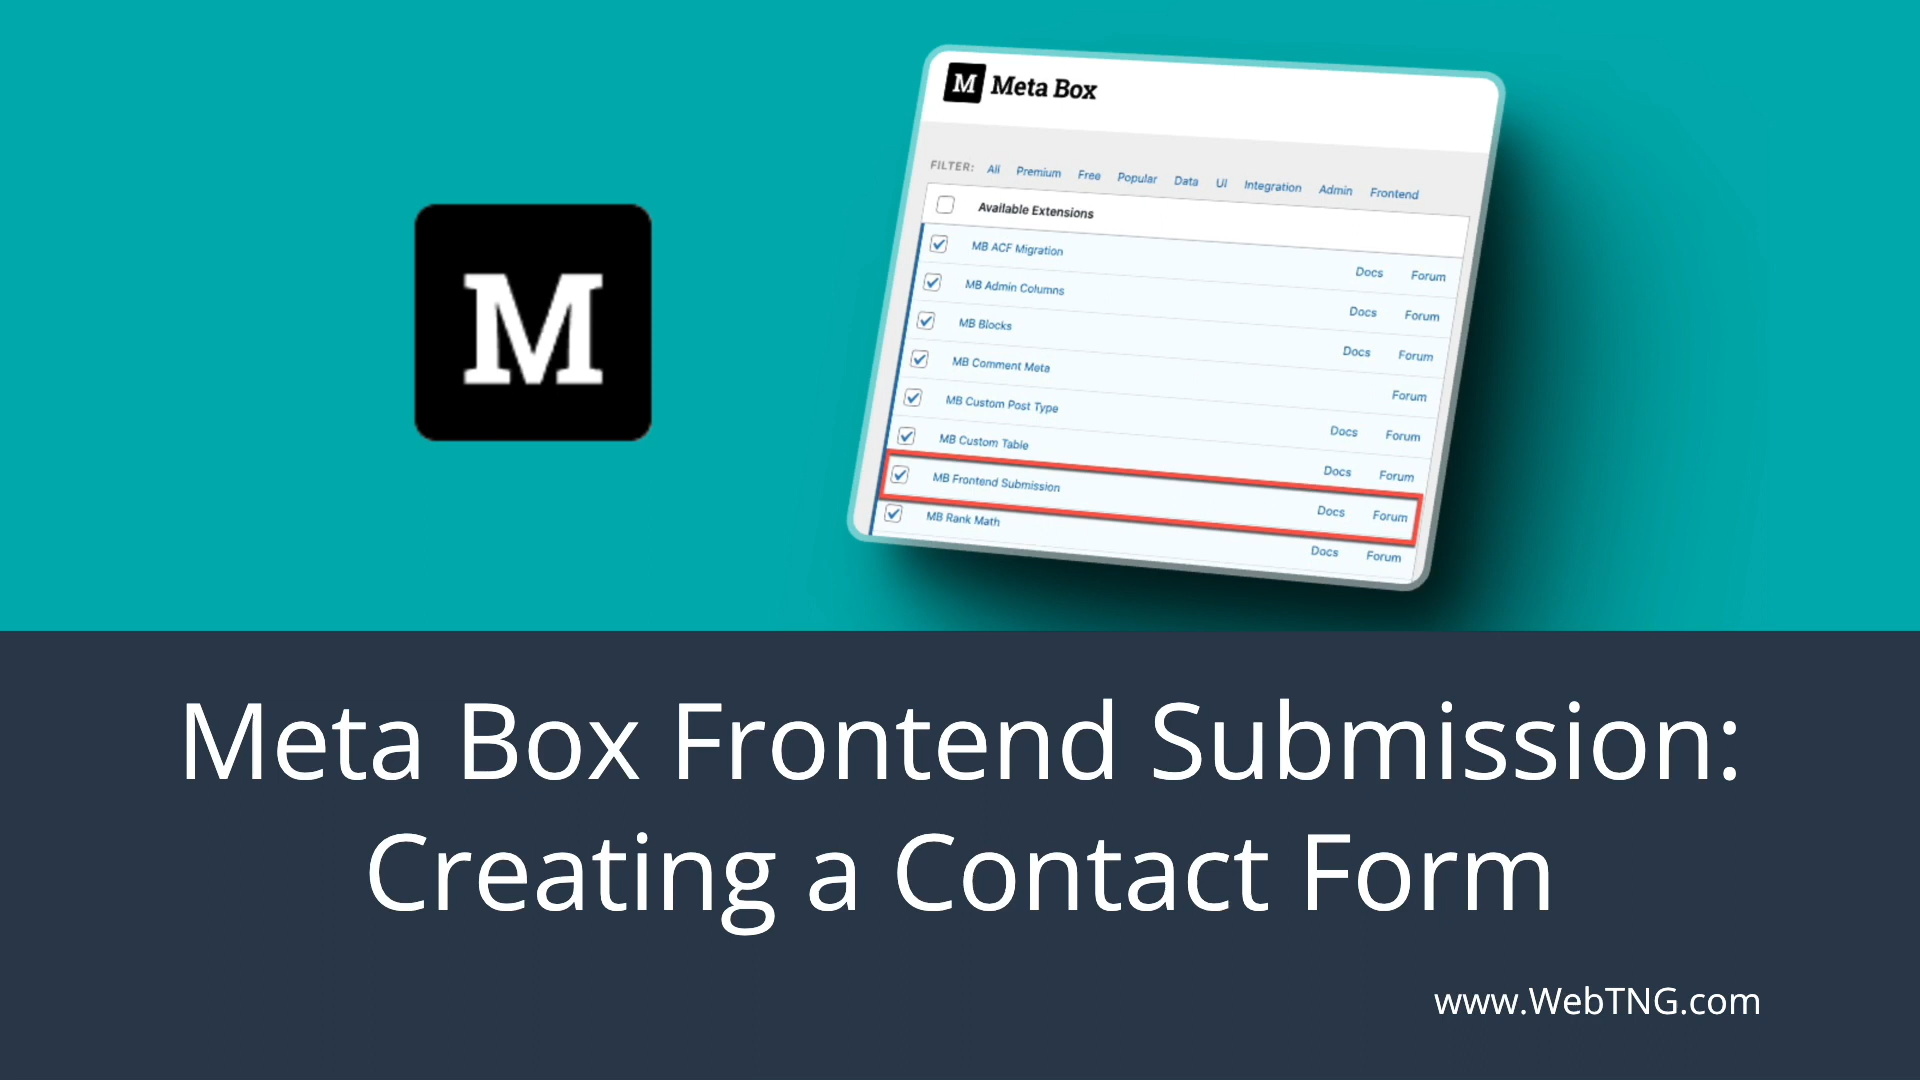 M
M Meta Box
FILTER: All Premium Free Popular Data UI Integration Admin Frontend
Available Extensions
MB ACF Migration Docs Forum
MB Admin Columns Docs Forum
MB Blocks Docs Forum
MB Comment Meta Forum
MB Custom Post Type Docs Forum
MB Custom Table Docs Forum
MB Frontend Submission Docs Forum
MB Rank Math Docs Forum
Meta Box Frontend Submission:
Creating a Contact Form
www.WebTNG.com